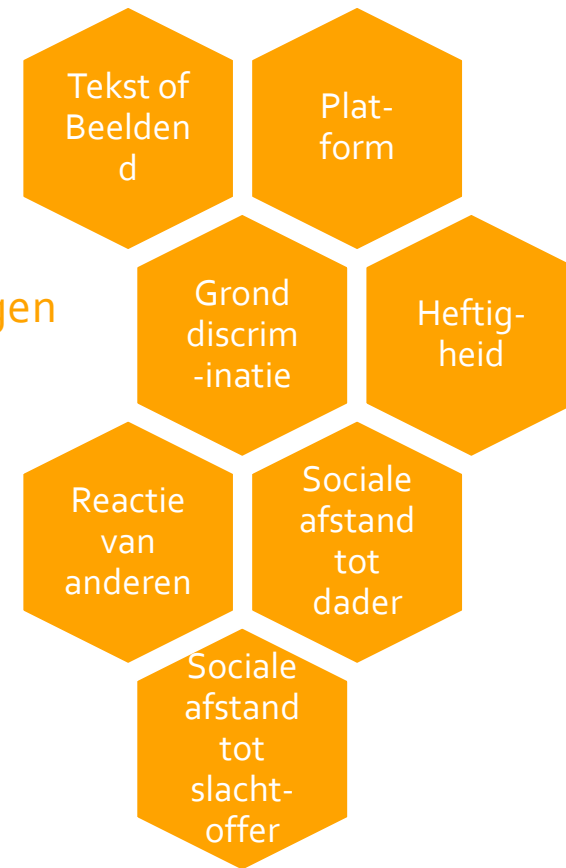 Tekst of
Beelden
d
Plat-
form
gen
Grond
discrim
-inatie
Heftig-
heid
Reactie
van
anderen
Sociale
afstand
tot
dader
Sociale
afstand
tot
slacht-
offer